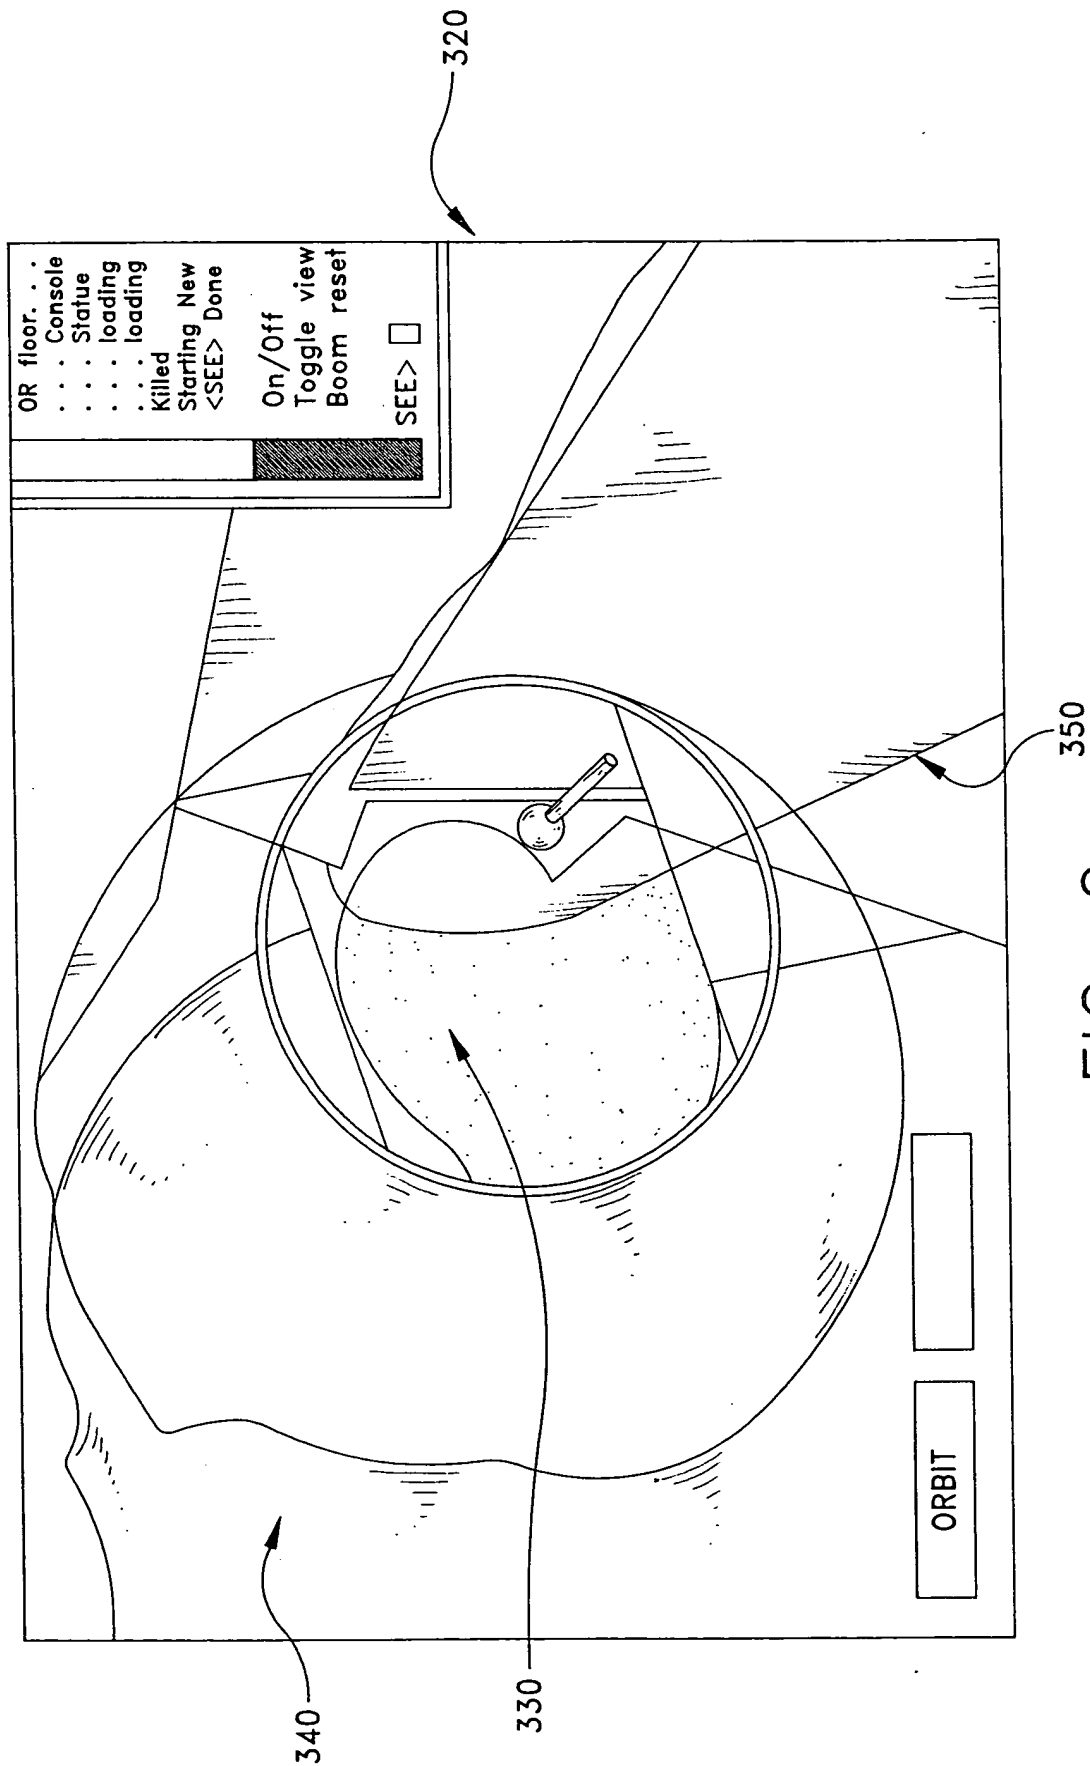 320
OR floor. . .
. . . Console
. . . Statue
. . . loading
. . . loading
Killed
Starting New
<SEE> Done
On/Off
Toggle view
Boom reset
SEE>
350
340
330
ORBIT